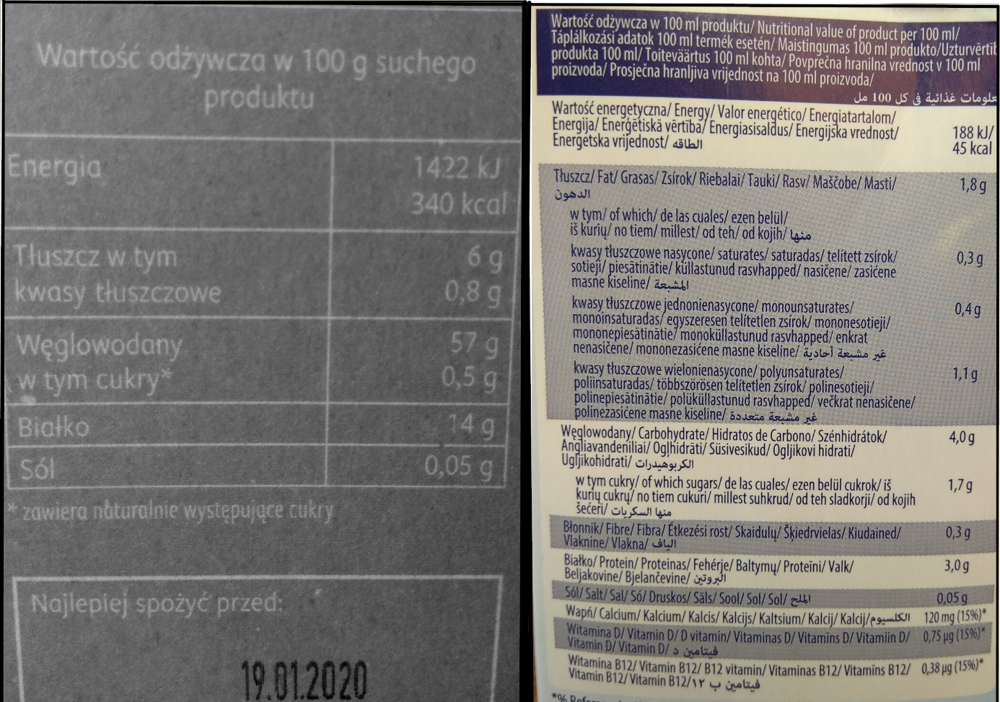 Wartość odżywcza w 100 g suchego
produktu
Energia 1422 kJ
340 kcal
Tłuszcz w tym 6 g
kwasy tłuszczowe 0,8 g
Węglowodany 57 g
w tym cukry* 0,5 g
Białko 14 g
Sól 0,05 g
* zawiera naturalnie występujące cukry
Najlepiej spożyć przed:
19.01.2020
Wartość odżywcza w 100 ml produktu/ Nutritional value of product per 100 ml/
Táplálkozási adatok 100 ml termék esetén/ Maistingumas 100 ml produkto/Uzturvērtīb
produkta 100 ml/ Toiteväärtus 100 ml kohta/ Povprečna hranilna vrednost v 100 ml
proizvoda/ Prosječna hranljiva vrijednost na 100 ml proizvoda/
علومات غذائية في كل 100 مل
Wartość energetyczna/ Energy/ Valor energético/ Energiatartalom/
Energija/ Enerģētiskā vērtība/ Energiasisaldus/ Energijska vrednost/ 188 kJ/
Energetska vrijednost/ الطاقه 45 kcal
Tłuszcz/ Fat/ Grasas/ Zsírok/ Riebalai/ Tauki/ Rasv/ Maščobe/ Masti/ 1,8 g
الدهون
w tym/ of which/ de las cuales/ ezen belül/
iš kurių/ no tiem/ millest/ od teh/ od kojih/ منها
kwasy tłuszczowe nasycone/ saturates/ saturadas/ telített zsírok/ 0,3 g
sotieji/ piesātinātie/ küllastunud rasvhapped/ nasičene/ zasićene
masne kiseline/ المشبعة
kwasy tłuszczowe jednonienasycone/ monounsaturates/ 0,4 g
monoinsaturadas/ egyszeresen telítetlen zsírok/ mononesotieji/
mononepiesātinātie/ monoküllastunud rasvhapped/ enkrat
nenasičene/ mononezasićene masne kiseline/ غير مشبعة أحادية
kwasy tłuszczowe wielonienasycone/ polyunsaturates/ 1,1 g
poliinsaturadas/ többszörösen telítetlen zsírok/ polinesotieji/
polinepiesātinātie/ polüküllastunud rasvhapped/ večkrat nenasičene/
polinezasićene masne kiseline/ غير مشبعة متعددة
Węglowodany/ Carbohydrate/ Hidratos de Carbono/ Szénhidrátok/ 4,0 g
Angliavandeniliai/ Ogļhidrāti/ Süsivesikud/ Ogljikovi hidrati/
Ugljikohidrati/ الكربوهيدرات
w tym cukry/ of which sugars/ de las cuales/ ezen belül cukrok/ iš 1,7 g
kurių cukrų/ no tiem cukuri/ millest suhkrud/ od teh sladkorji/ od kojih
šećeri/ منها السكريات
Błonnik/ Fibre/ Fibra/ Étkezési rost/ Skaidulų/ Šķiedrvielas/ Kiudained/ 0,3 g
Vlaknine/ Vlakna/ الياف
Białko/ Protein/ Proteinas/ Fehérje/ Baltymų/ Proteīni/ Valk/ 3,0 g
Beljakovine/ Bjelančevine/ البروتين
Sól/ Salt/ Sal/ Só/ Druskos/ Sāls/ Sool/ Sol/ Sol/ الملح 0,05 g
Wapń/ Calcium/ Kalcium/ Kalcis/ Kalcijs/ Kaltsium/ Kalcij/ Kalcij/ الكلسيوم 120 mg (15%)*
Witamina D/ Vitamin D/ D vitamin/ Vitaminas D/ Vitamīns D/ Vitamiin D/ 0,75 µg (15%)*
Vitamin D/ Vitamin D/ فيتامين د
Witamina B12/ Vitamin B12/ B12 vitamin/ Vitaminas B12/ Vitamīns B12/ 0,38 µg (15%)*
Vitamin B12/ Vitamin B12/ فيتامين ب ١٢